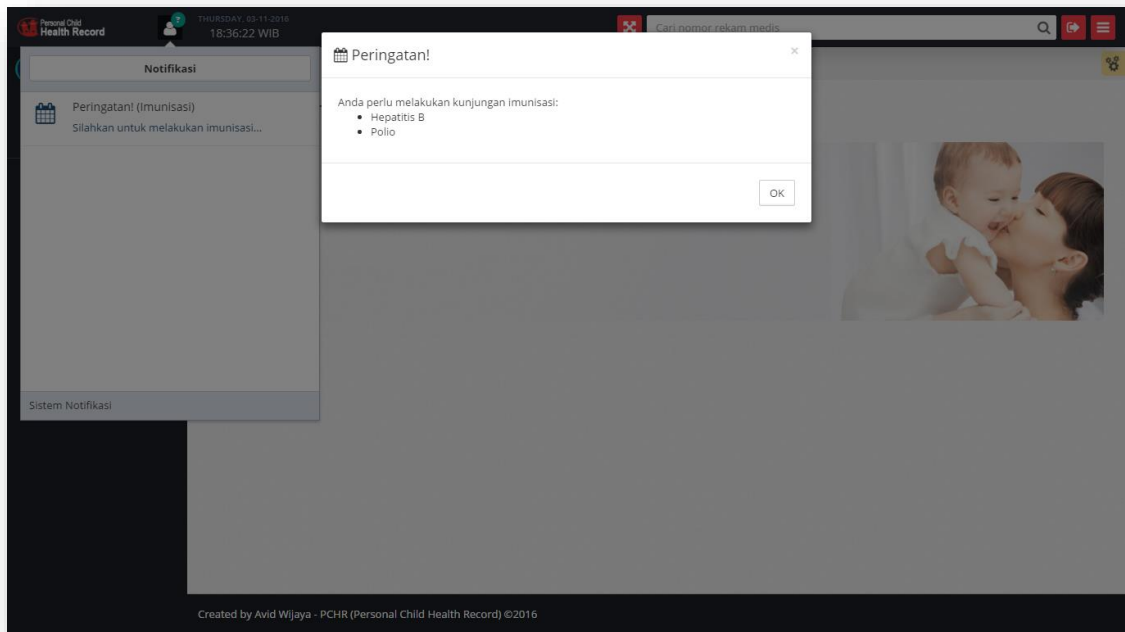 Personal Child
Health Record
?
THURSDAY, 03-11-2016
18:36:22 WIB
Cari nomor rekam medis
Notifikasi
Peringatan! (Imunisasi)
Silahkan untuk melakukan imunisasi...
Sistem Notifikasi
Peringatan!
×
Anda perlu melakukan kunjungan imunisasi:
• Hepatitis B
• Polio
OK
Created by Avid Wijaya - PCHR (Personal Child Health Record) ©2016